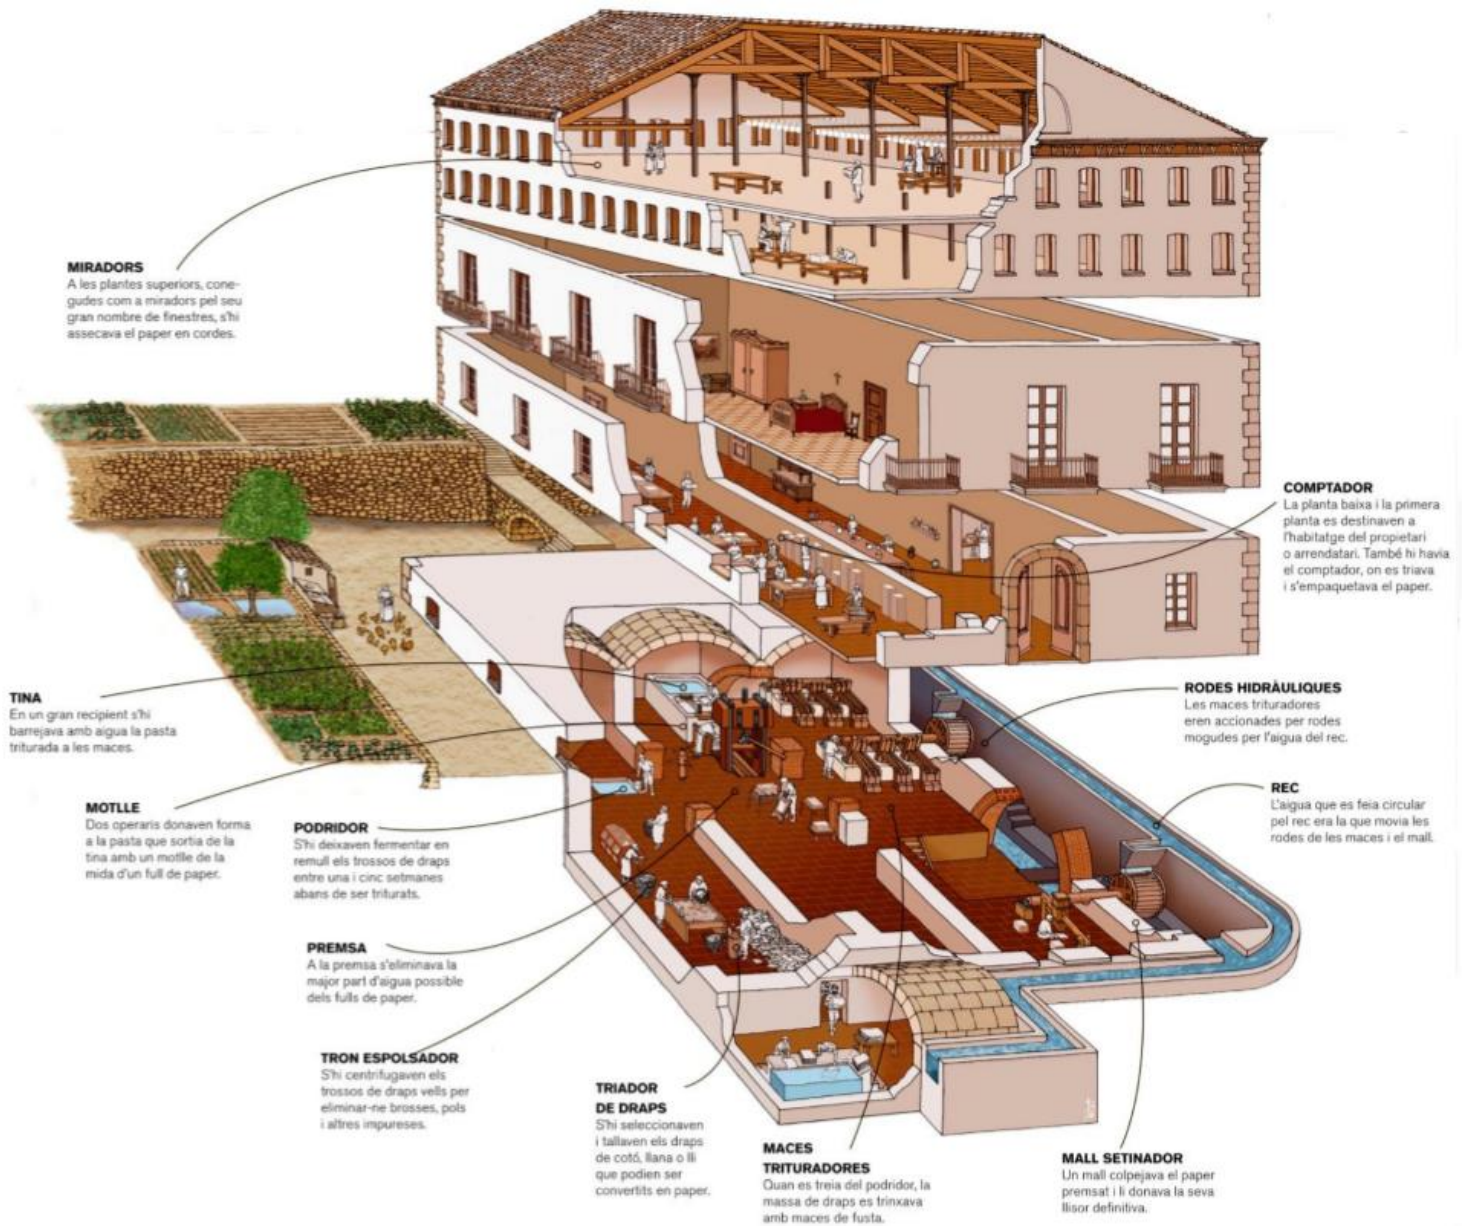 MIRADORS
A les plantes superiors, cone-
gudes com a miradors pel seu
gran nombre de finestres, s'hi
assecava el paper en cordes.
COMPTADOR
La planta baixa i la primera
planta es destinaven a
l'habitatge del propietari
o arrendatari. També hi havia
el comptador, on es triava
i s'empaquetava el paper.
TINA
En un gran recipient s'hi
barrejava amb aigua la pasta
triturada a les maces.
RODES HIDRÀULIQUES
Les maces trituradores
eren accionades per rodes
mogudes per l'aigua del rec.
MOTLLE
Dos operaris donaven forma
a la pasta que sortia de la
tina amb un motlle de la
mida d'un full de paper.
PODRIDOR
S'hi deixaven fermentar en
remull els trossos de draps
entre una i cinc setmanes
abans de ser triturats.
REC
L'aigua que es feia circular
pel rec era la que movia les
rodes de les maces i el mall.
PREMSA
A la premsa s'eliminava la
major part d'aigua possible
dels fulls de paper.
TRON ESPOLSADOR
S'hi centrifugaven els
trossos de draps vells per
eliminar-ne brosses, pols
i altres impureses.
TRIADOR
DE DRAPS
S'hi seleccionaven
i tallaven els draps
de cotó, llana o lli
que podien ser
convertits en paper.
MACES
TRITURADORES
Quan es treia del podridor, la
massa de draps es trinxava
amb maces de fusta.
MALL SETINADOR
Un mall colpejava el paper
premsat i li donava la seva
llisor definitiva.